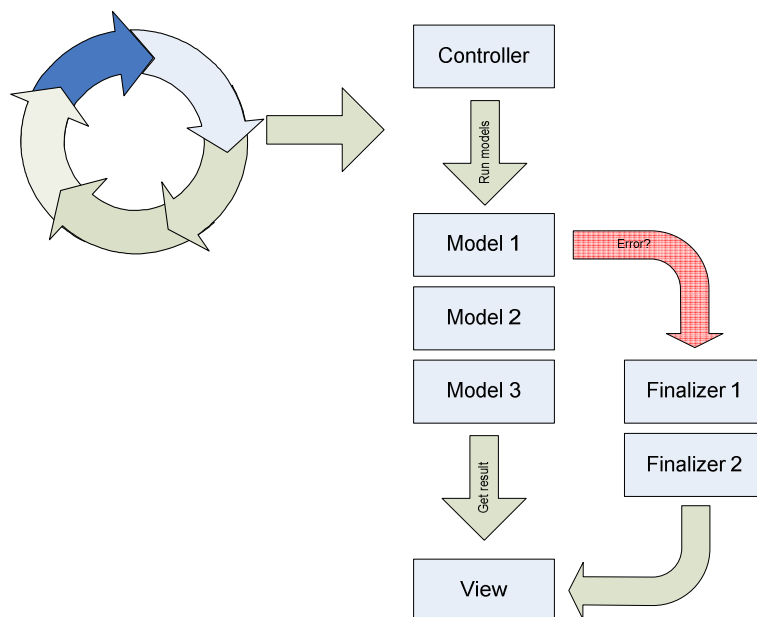 Controller
Run models
Model 1
Error?
Model 2
Model 3
Finalizer 1
Finalizer 2
Get result
View